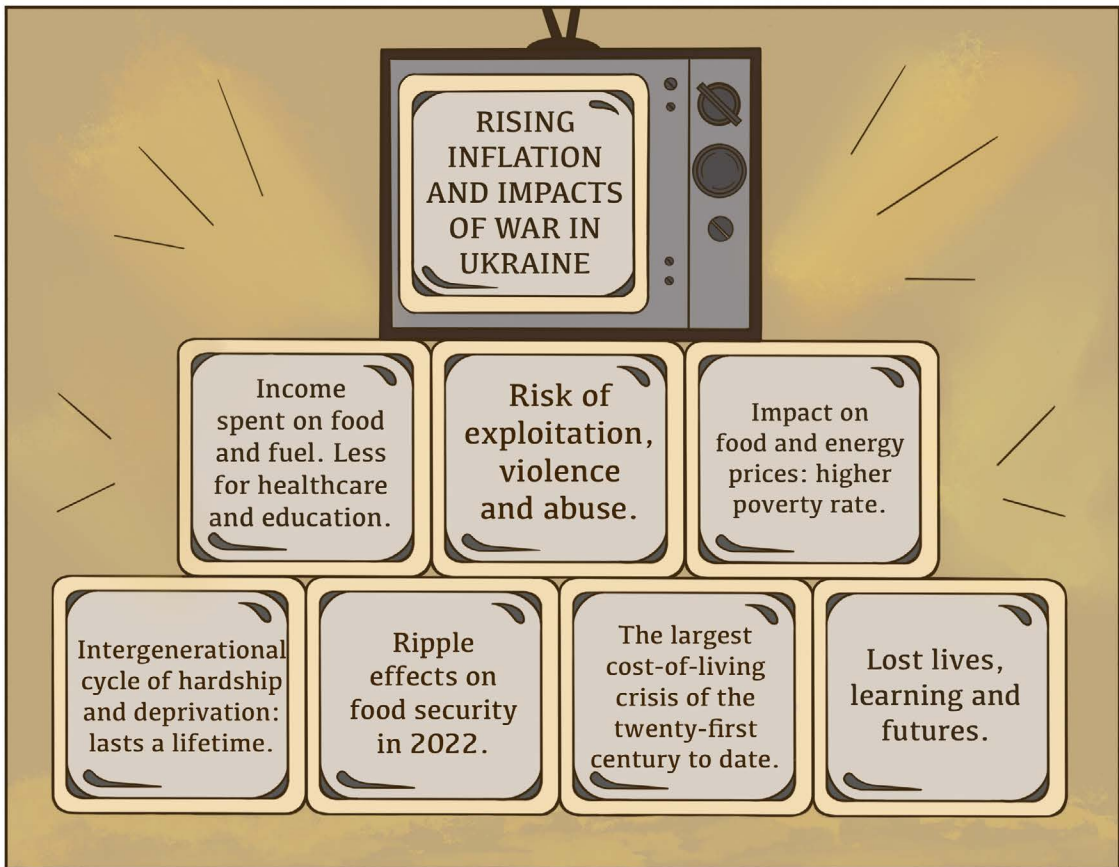 RISING
INFLATION
AND IMPACTS
OF WAR IN
UKRAINE
Income
spent on food
and fuel. Less
for healthcare
and education.
Risk of
exploitation,
violence
and abuse.
Impact on
food and energy
prices: higher
poverty rate.
Intergenerational
cycle of hardship
and deprivation:
lasts a lifetime.
Ripple
effects on
food security
in 2022.
The largest
cost-of-living
crisis of the
twenty-first
century to date.
Lost lives,
learning and
futures.